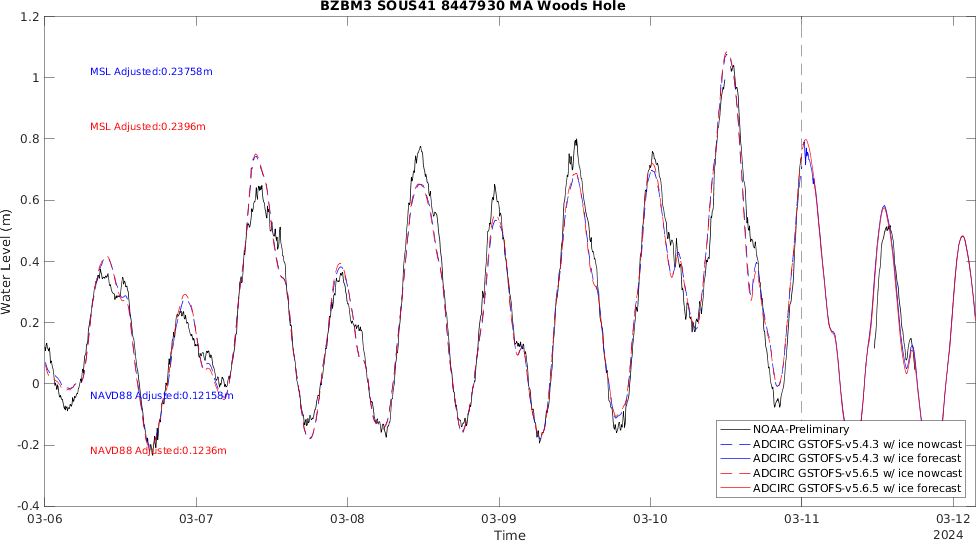 BZBM3 SOUS41 8447930 MA Woods Hole
Water Level (m)
1.2
1
0.8
0.6
0.4
0.2
0
-0.2
-0.4
MSL Adjusted:0.23758m
MSL Adjusted:0.2396m
NAVD88 Adjusted:0.12158m
NAVD88 Adjusted:0.1236m
NOAA-Preliminary
ADCIRC GSTOFS-v5.4.3 w/ ice nowcast
ADCIRC GSTOFS-v5.4.3 w/ ice forecast
ADCIRC GSTOFS-v5.6.5 w/ ice nowcast
ADCIRC GSTOFS-v5.6.5 w/ ice forecast
03-06 03-07 03-08 03-09 03-10 03-11 03-12
Time
2024